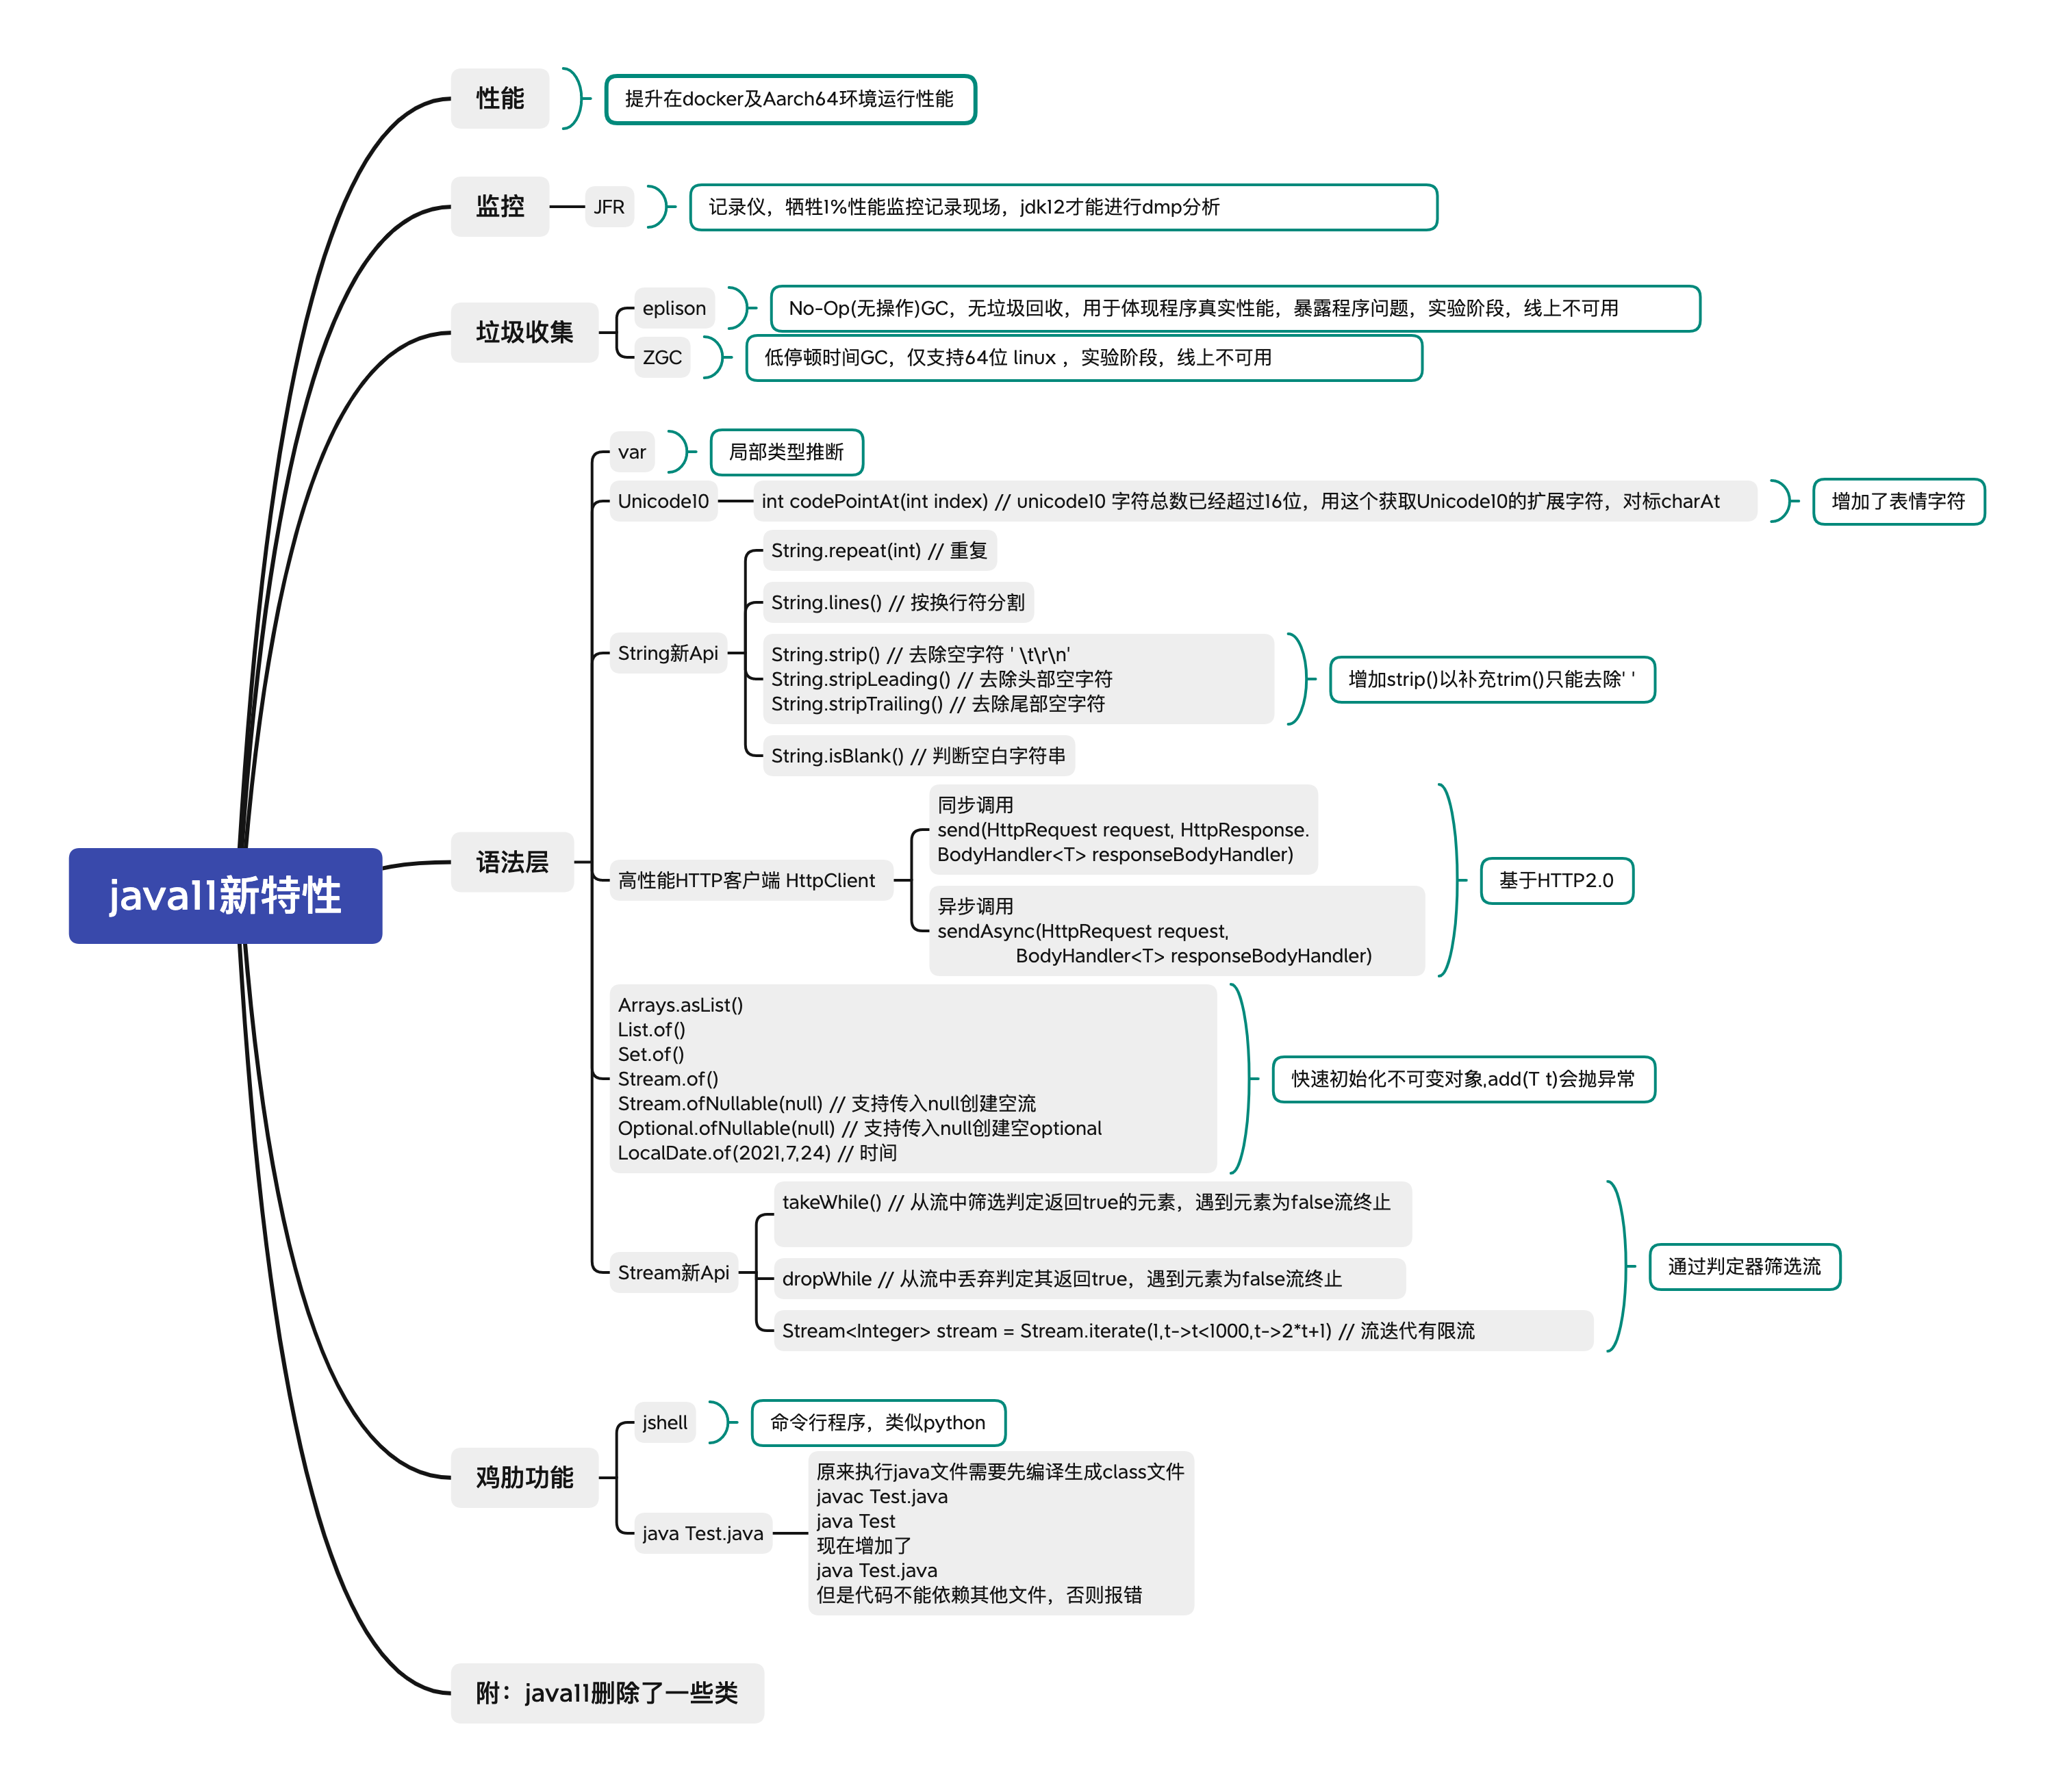 java11新特性
性能
提升在docker及Aarch64环境运行性能
监控
JFR
记录仪，牺牲1%性能监控记录现场，jdk12才能进行dmp分析
垃圾收集
eplison
No-Op(无操作)GC，无垃圾回收，用于体现程序真实性能，暴露程序问题，实验阶段，线上不可用
ZGC
低停顿时间GC，仅支持64位 linux ，实验阶段，线上不可用
语法层
var
局部类型推断
Unicode10
int codePointAt(int index) // unicode10 字符总数已经超过16位，用这个获取Unicode10的扩展字符，对标charAt
增加了表情字符
String新Api
String.repeat(int) // 重复
String.lines() // 按换行符分割
String.strip() // 去除空字符 ' \t\r\n'
String.stripLeading() // 去除头部空字符
String.stripTrailing() // 去除尾部空字符
增加strip()以补充trim()只能去除' '
String.isBlank() // 判断空白字符串
高性能HTTP客户端 HttpClient
同步调用
send(HttpRequest request, HttpResponse.
BodyHandler<T> responseBodyHandler)
异步调用
sendAsync(HttpRequest request,
BodyHandler<T> responseBodyHandler)
基于HTTP2.0
Arrays.asList()
List.of()
Set.of()
Stream.of()
Stream.ofNullable(null) // 支持传入null创建空流
Optional.ofNullable(null) // 支持传入null创建空optional
LocalDate.of(2021,7,24) // 时间
快速初始化不可变对象,add(T t)会抛异常
Stream新Api
takeWhile() // 从流中筛选判定返回true的元素，遇到元素为false流终止
dropWhile // 从流中丢弃判定其返回true，遇到元素为false流终止
Stream<Integer> stream = Stream.iterate(1,t->t<1000,t->2*t+1) // 流迭代有限流
通过判定器筛选流
鸡肋功能
jshell
命令行程序，类似python
java Test.java
原来执行java文件需要先编译生成class文件
javac Test.java
java Test
现在增加了
java Test.java
但是代码不能依赖其他文件，否则报错
附：java11删除了一些类